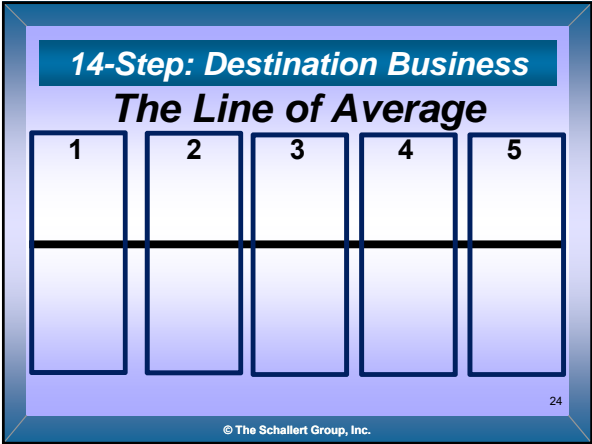 14-Step: Destination Business
The Line of Average
1 2 3 4 5
24
© The Schallert Group, Inc.